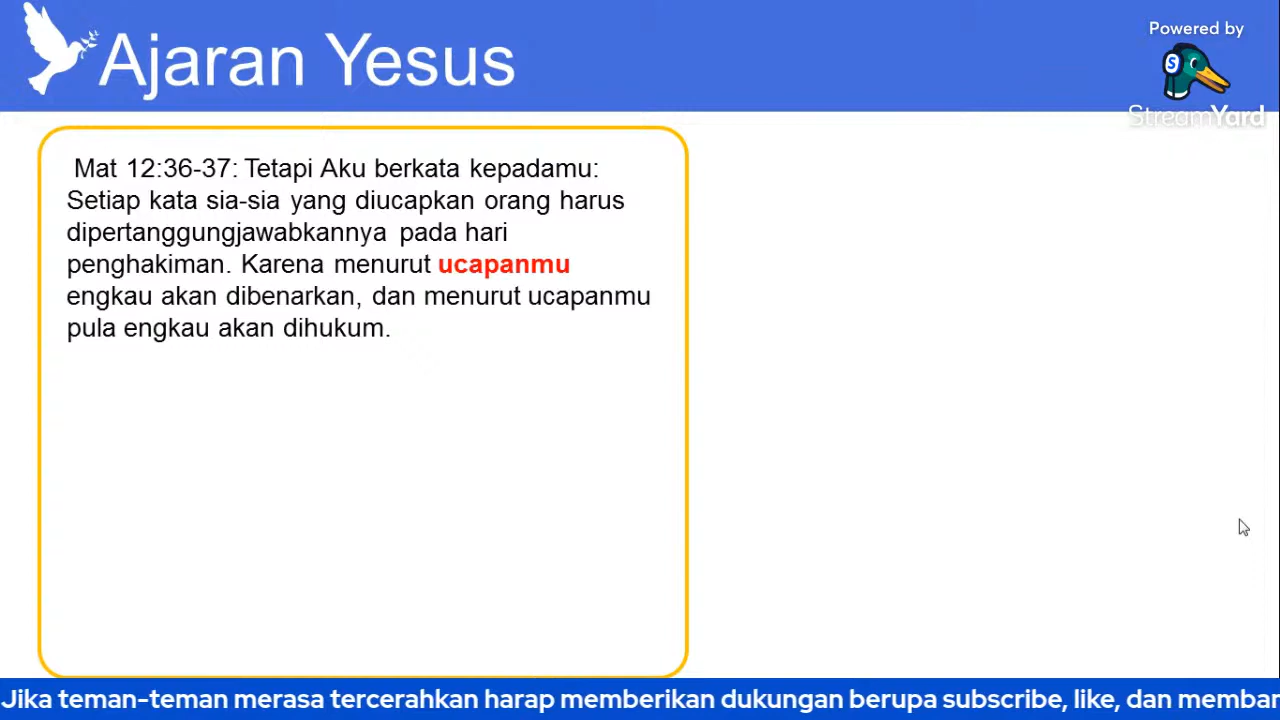 Ajaran Yesus
Powered by
S
StreamYard
Mat 12:36-37: Tetapi Aku berkata kepadamu:
Setiap kata sia-sia yang diucapkan orang harus
dipertanggungjawabkannya pada hari
penghakiman. Karena menurut ucapanmu
engkau akan dibenarkan, dan menurut ucapanmu
pula engkau akan dihukum.
Jika teman-teman merasa tercerahkan harap memberikan dukungan berupa subscribe, like, dan